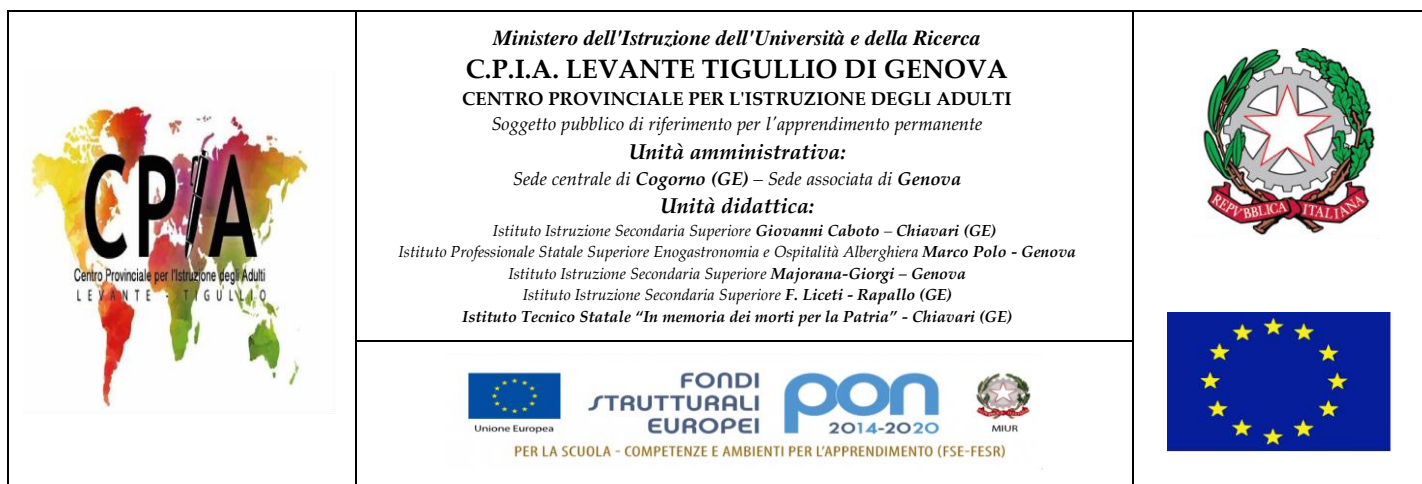 CPIA
Centro Provinciale per l'Istruzione degli Adulti
LEVANTE - TIGULLIO
Ministero dell'Istruzione dell'Università e della Ricerca
C.P.I.A. LEVANTE TIGULLIO DI GENOVA
CENTRO PROVINCIALE PER L'ISTRUZIONE DEGLI ADULTI
Soggetto pubblico di riferimento per l'apprendimento permanente
Unità amministrativa:
Sede centrale di Cogorno (GE) – Sede associata di Genova
Unità didattica:
Istituto Istruzione Secondaria Superiore Giovanni Caboto – Chiavari (GE)
Istituto Professionale Statale Superiore Enogastronomia e Ospitalità Alberghiera Marco Polo - Genova
Istituto Istruzione Secondaria Superiore Majorana-Giorgi – Genova
Istituto Istruzione Secondaria Superiore F. Liceti - Rapallo (GE)
Istituto Tecnico Statale “In memoria dei morti per la Patria” - Chiavari (GE)
REPVBBLICA ITALIANA
Unione Europea
FONDI
STRUTTURALI
EUROPEI
pon
2014-2020
MIUR
PER LA SCUOLA - COMPETENZE E AMBIENTI PER L'APPRENDIMENTO (FSE-FESR)